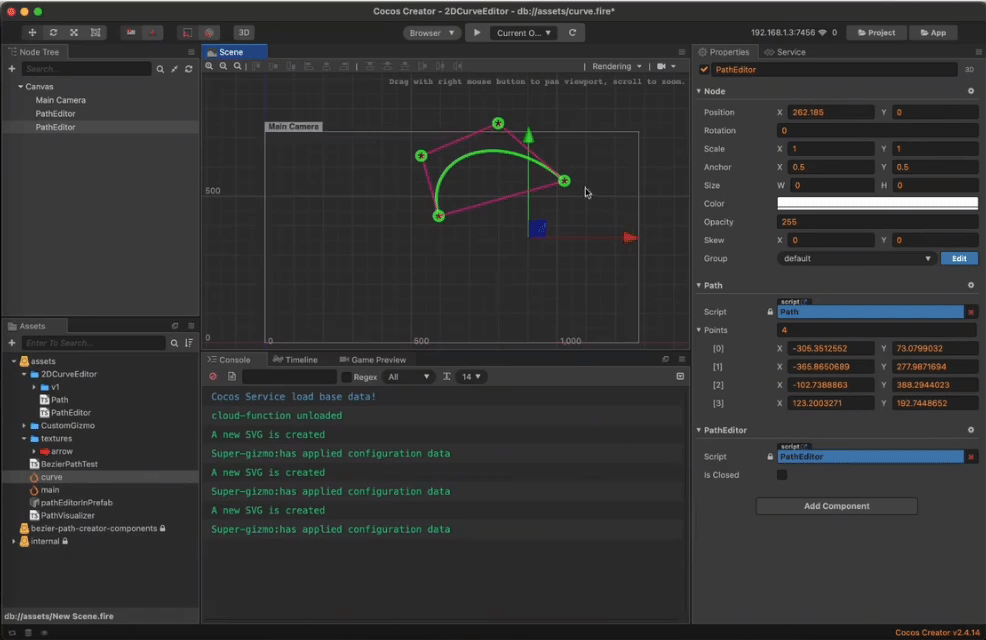 Cocos Creator - 2DCurveEditor - db://assets/curve.fire*
3D
Browser
Current O...
192.168.1.3:7456
0
Project
App
Node Tree
Search...
Canvas
Main Camera
PathEditor
PathEditor
Scene
Rendering
Drag with right mouse button to pan viewport, scroll to zoom.
Main Camera
500
0
0
500
1,000
Assets
Enter To Search...
assets
2DCurveEditor
v1
TS Path
TS PathEditor
CustomGizmo
textures
arrow
TS BezierPathTest
curve
main
pathEditorInPrefab
TS PathVisualizer
bezier-path-creator-components
internal
db://assets/New Scene.fire
Console
Timeline
Game Preview
Regex
All
14
Cocos Service load base data!
cloud-function unloaded
A new SVG is created
Super-gizmo:has applied configuration data
A new SVG is created
Super-gizmo:has applied configuration data
A new SVG is created
Super-gizmo:has applied configuration data
Properties
Service
PathEditor
3D
Node
Position X 262.185 Y 0
Rotation 0
Scale X 1 Y 1
Anchor X 0.5 Y 0.5
Size W 0 H 0
Color
Opacity 255
Skew X 0 Y 0
Group default Edit
Path
script
Script Path
Points 4
[0] X -305.3512552 Y 73.0799032
[1] X -365.8650689 Y 277.9871694
[2] X -102.7388863 Y 388.2944023
[3] X 123.2003271 Y 192.7448652
PathEditor
script
Script PathEditor
Is Closed
Add Component
Cocos Creator v2.4.14